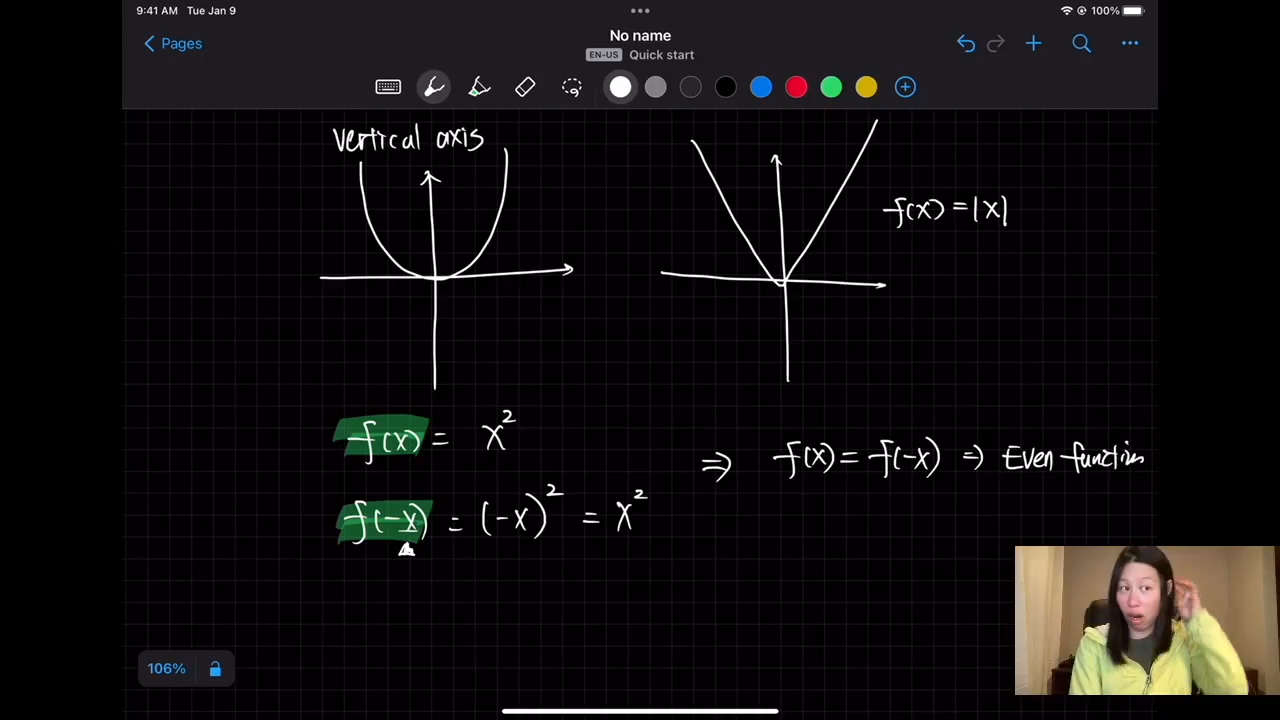 9:41 AM Tue Jan 9
100%
Pages
No name
EN-US Quick start
vertical axis
f(x) = |x|
f(x) = x²
f(x) = f(-x) ⇒ Even function
⇒
f(-x) = (-x)² = x²
106%